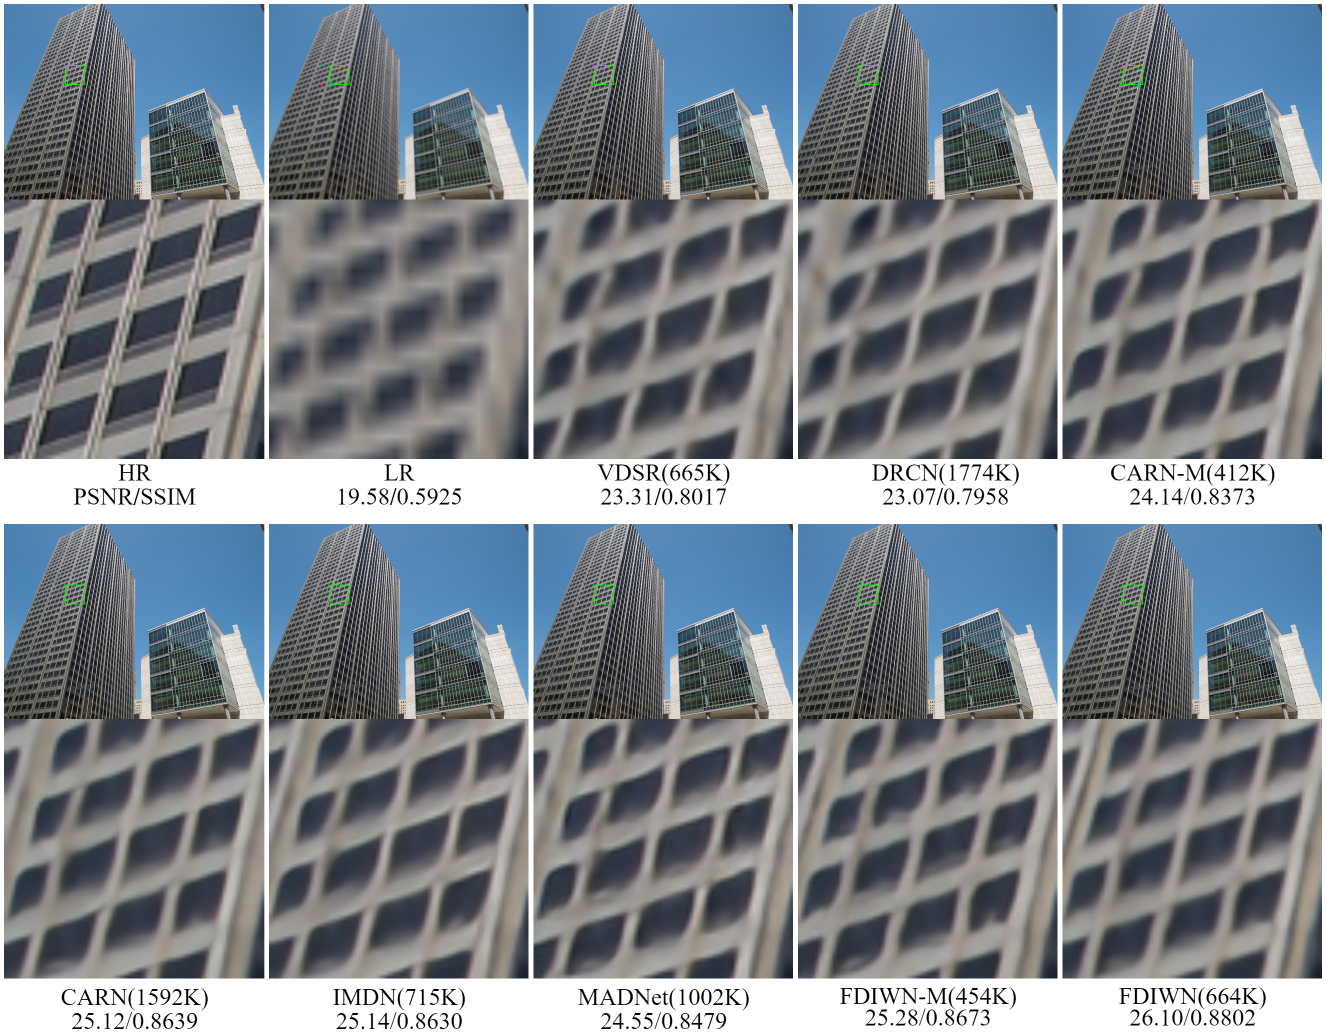 HR
PSNR/SSIM
LR
19.58/0.5925
VDSR(665K)
23.31/0.8017
DRCN(1774K)
23.07/0.7958
CARN-M(412K)
24.14/0.8373
CARN(1592K)
25.12/0.8639
IMDN(715K)
25.14/0.8630
MADNet(1002K)
24.55/0.8479
FDIWN-M(454K)
25.28/0.8673
FDIWN(664K)
26.10/0.8802